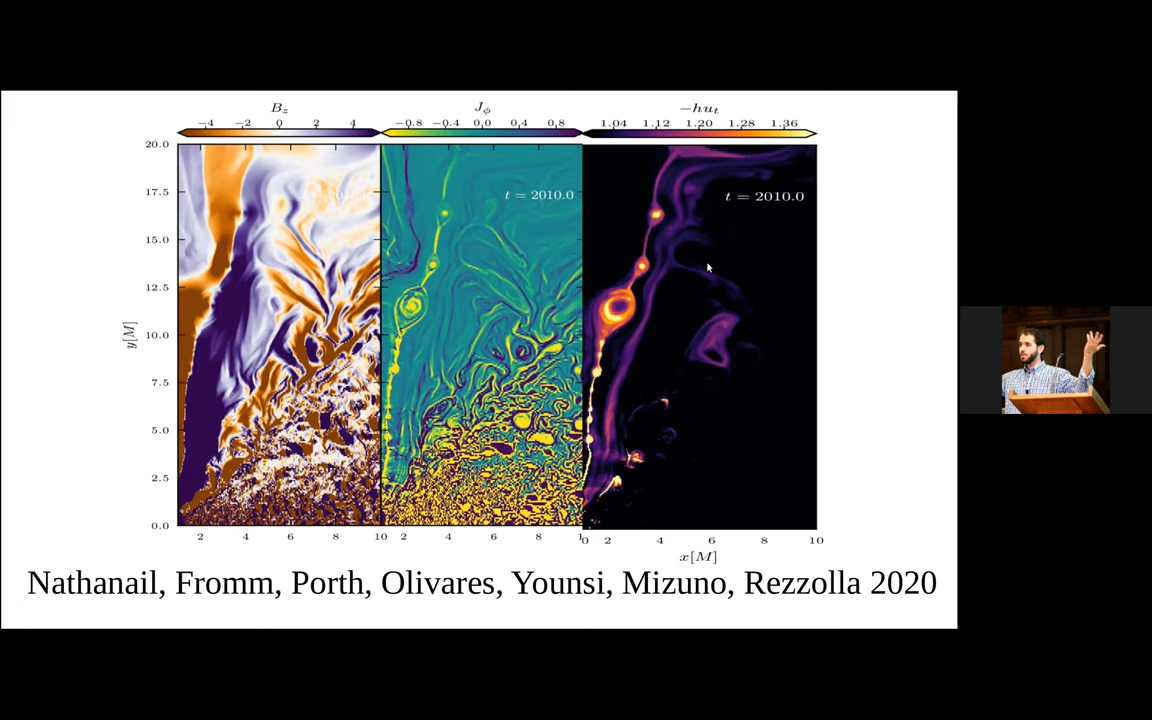 B_z J_ϕ −hu_t
−4 −2 0 2 4 −0.8 −0.4 0.0 0.4 0.8 1.04 1.12 1.20 1.28 1.36
20.0
17.5 t = 2010.0 t = 2010.0
15.0
12.5
10.0
y[M]
7.5
5.0
2.5
0.0
2 4 6 8 10 2 4 6 8 1 0 2 4 6 8 10
x[M]
Nathanail, Fromm, Porth, Olivares, Younsi, Mizuno, Rezzolla 2020